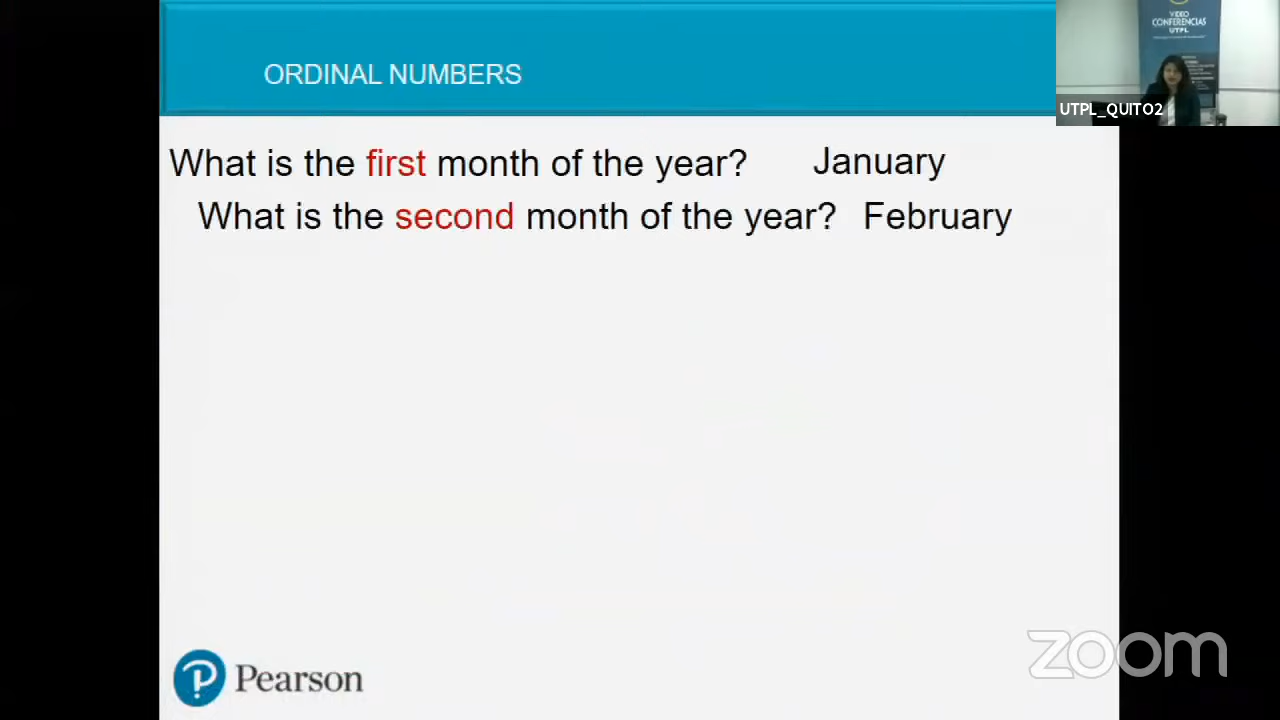 ORDINAL NUMBERS
VIDEO
CONFERENCIAS
UTPL
UTPL_QUITO2
What is the first month of the year? January
What is the second month of the year? February
Pearson
zoom